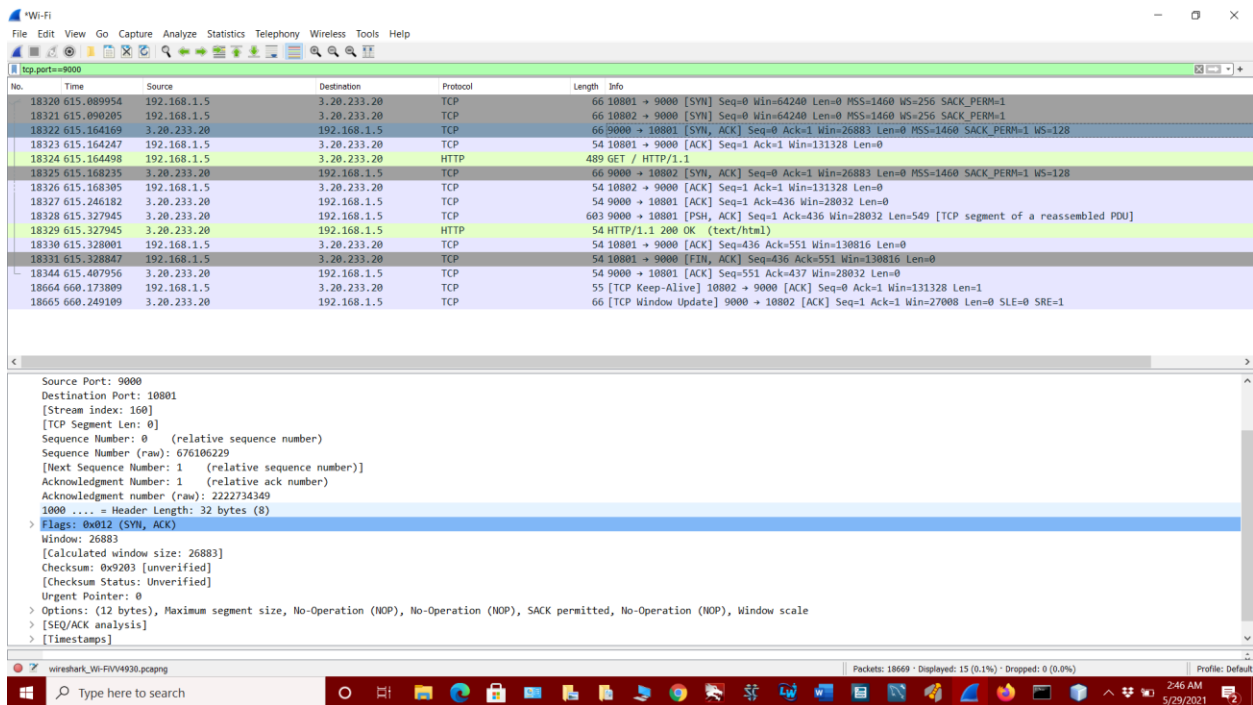 *Wi-Fi
File Edit View Go Capture Analyze Statistics Telephony Wireless Tools Help
tcp.port==9000
No. Time Source Destination Protocol Length Info
18320 615.089954 192.168.1.5 3.20.233.20 TCP 66 10801 → 9000 [SYN] Seq=0 Win=64240 Len=0 MSS=1460 WS=256 SACK_PERM=1
18321 615.090205 192.168.1.5 3.20.233.20 TCP 66 10802 → 9000 [SYN] Seq=0 Win=64240 Len=0 MSS=1460 WS=256 SACK_PERM=1
18322 615.164169 3.20.233.20 192.168.1.5 TCP 66 9000 → 10801 [SYN, ACK] Seq=0 Ack=1 Win=26883 Len=0 MSS=1460 SACK_PERM=1 WS=128
18323 615.164247 192.168.1.5 3.20.233.20 TCP 54 10801 → 9000 [ACK] Seq=1 Ack=1 Win=131328 Len=0
18324 615.164498 192.168.1.5 3.20.233.20 HTTP 489 GET / HTTP/1.1
18325 615.168235 3.20.233.20 192.168.1.5 TCP 66 9000 → 10802 [SYN, ACK] Seq=0 Ack=1 Win=26883 Len=0 MSS=1460 SACK_PERM=1 WS=128
18326 615.168305 192.168.1.5 3.20.233.20 TCP 54 10802 → 9000 [ACK] Seq=1 Ack=1 Win=131328 Len=0
18327 615.246182 3.20.233.20 192.168.1.5 TCP 54 9000 → 10801 [ACK] Seq=1 Ack=436 Win=28032 Len=0
18328 615.327945 3.20.233.20 192.168.1.5 TCP 603 9000 → 10801 [PSH, ACK] Seq=1 Ack=436 Win=28032 Len=549 [TCP segment of a reassembled PDU]
18329 615.327945 3.20.233.20 192.168.1.5 HTTP 54 HTTP/1.1 200 OK (text/html)
18330 615.328001 192.168.1.5 3.20.233.20 TCP 54 10801 → 9000 [ACK] Seq=436 Ack=551 Win=130816 Len=0
18331 615.328847 192.168.1.5 3.20.233.20 TCP 54 10801 → 9000 [FIN, ACK] Seq=436 Ack=551 Win=130816 Len=0
18344 615.407956 3.20.233.20 192.168.1.5 TCP 54 9000 → 10801 [ACK] Seq=551 Ack=437 Win=28032 Len=0
18664 660.173809 192.168.1.5 3.20.233.20 TCP 55 [TCP Keep-Alive] 10802 → 9000 [ACK] Seq=0 Ack=1 Win=131328 Len=1
18665 660.249109 3.20.233.20 192.168.1.5 TCP 66 [TCP Window Update] 9000 → 10802 [ACK] Seq=1 Ack=1 Win=27008 Len=0 SLE=0 SRE=1
Source Port: 9000
Destination Port: 10801
[Stream index: 160]
[TCP Segment Len: 0]
Sequence Number: 0 (relative sequence number)
Sequence Number (raw): 676106229
[Next Sequence Number: 1 (relative sequence number)]
Acknowledgment Number: 1 (relative ack number)
Acknowledgment number (raw): 2222734349
1000 .... = Header Length: 32 bytes (8)
Flags: 0x012 (SYN, ACK)
Window: 26883
[Calculated window size: 26883]
Checksum: 0x9203 [unverified]
[Checksum Status: Unverified]
Urgent Pointer: 0
Options: (12 bytes), Maximum segment size, No-Operation (NOP), No-Operation (NOP), SACK permitted, No-Operation (NOP), Window scale
[SEQ/ACK analysis]
[Timestamps]
wireshark_Wi-FiVV4930.pcapng Packets: 18669 · Displayed: 15 (0.1%) · Dropped: 0 (0.0%) Profile: Default
Type here to search 2:46 AM
5/29/2021